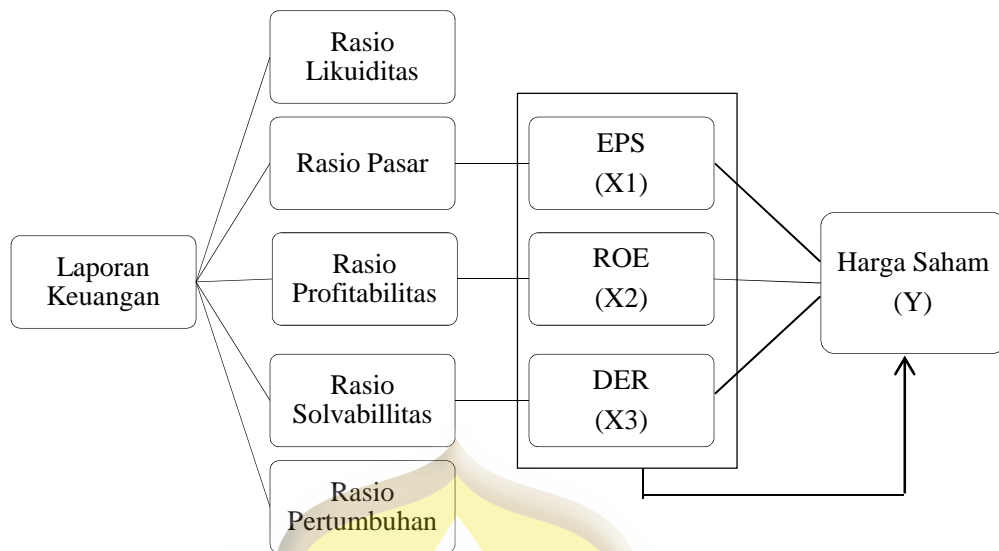 Laporan
Keuangan
Rasio
Likuiditas
Rasio Pasar
Rasio
Profitabilitas
Rasio
Solvabillitas
Rasio
Pertumbuhan
EPS
(X1)
ROE
(X2)
DER
(X3)
Harga Saham
(Y)